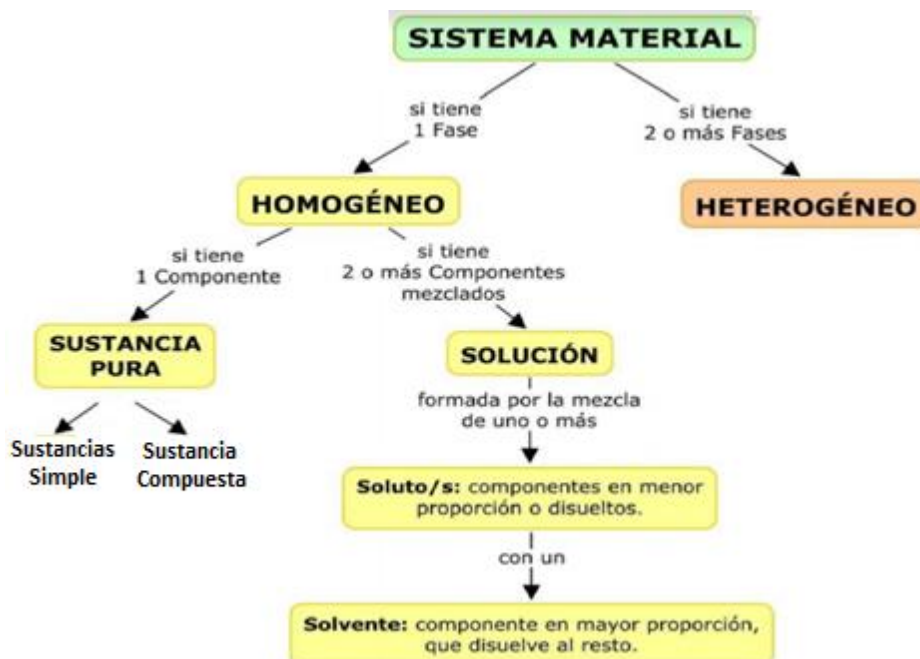 SISTEMA MATERIAL
si tiene
1 Fase
si tiene
2 o más Fases
HOMOGÉNEO
HETEROGÉNEO
si tiene
1 Componente
si tiene
2 o más Componentes
mezclados
SUSTANCIA
PURA
SOLUCIÓN
formada por la mezcla
de uno o más
Sustancias
Simple
Sustancia
Compuesta
Soluto/s: componentes en menor
proporción o disueltos.
con un
Solvente: componente en mayor proporción,
que disuelve al resto.